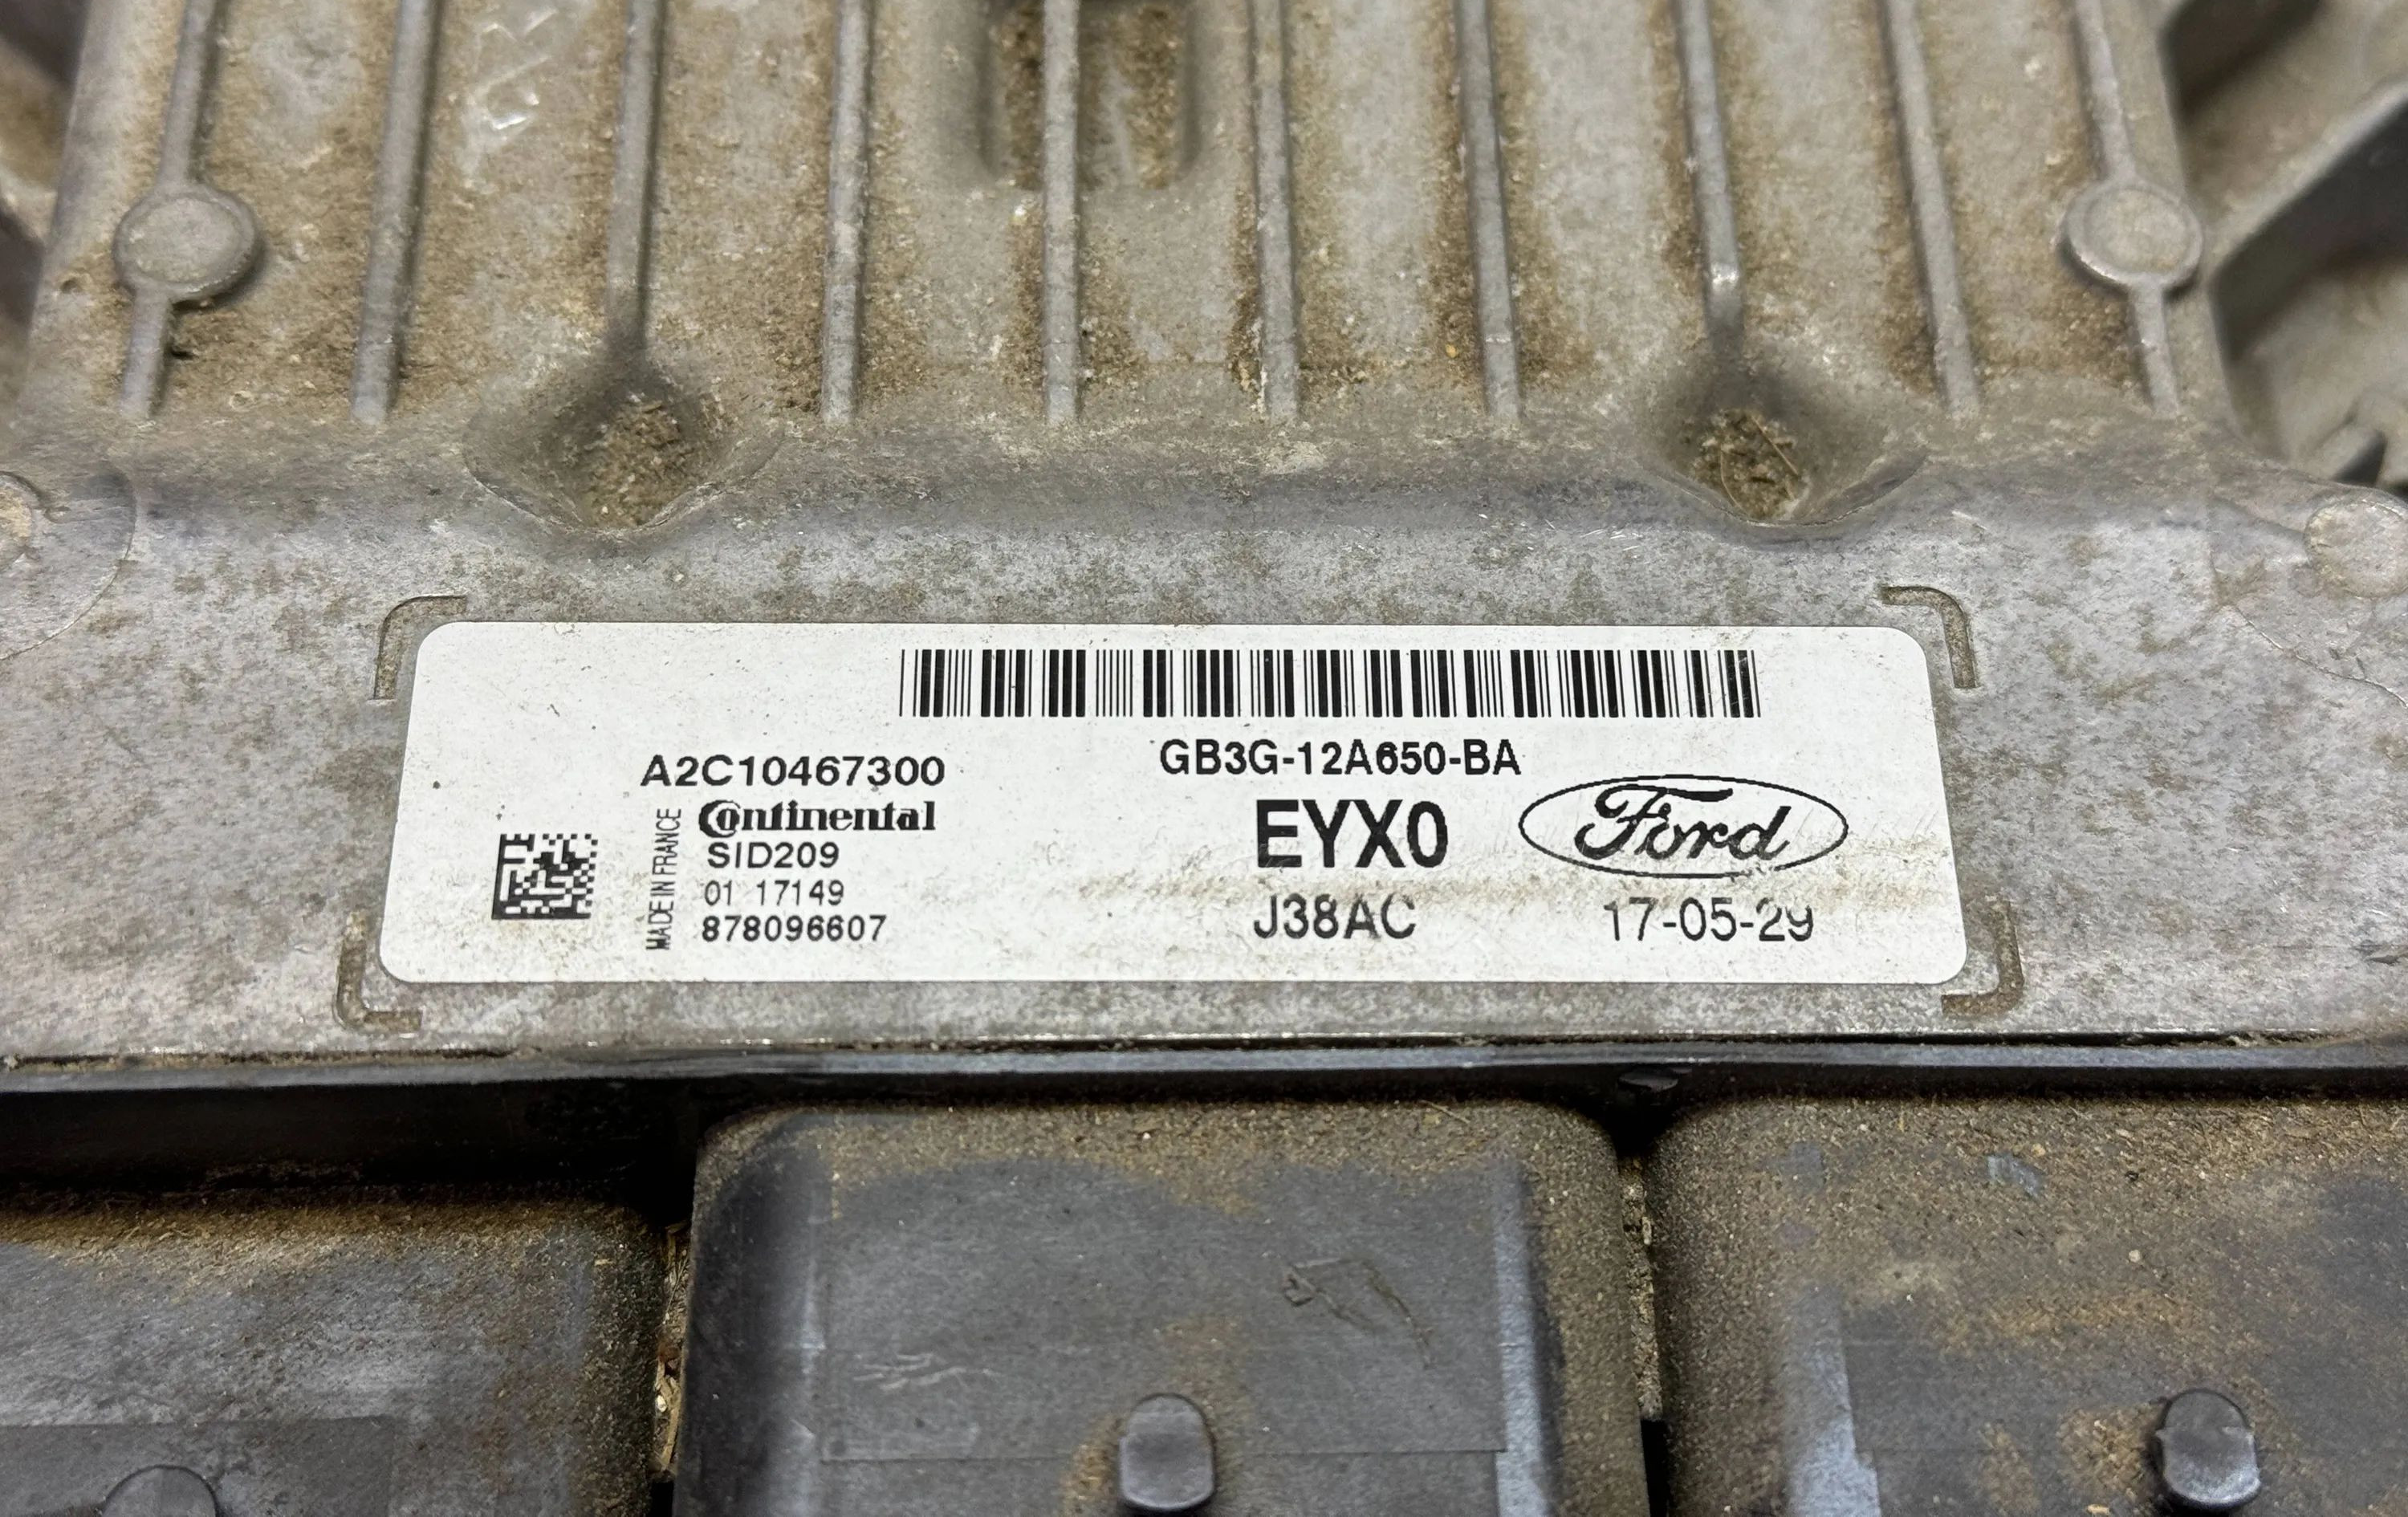 GB3G-12A650-BA
A2C10467300
Continental
SID209
01 17149
878096607
MADE IN FRANCE
EYX0
Ford
J38AC
17-05-29